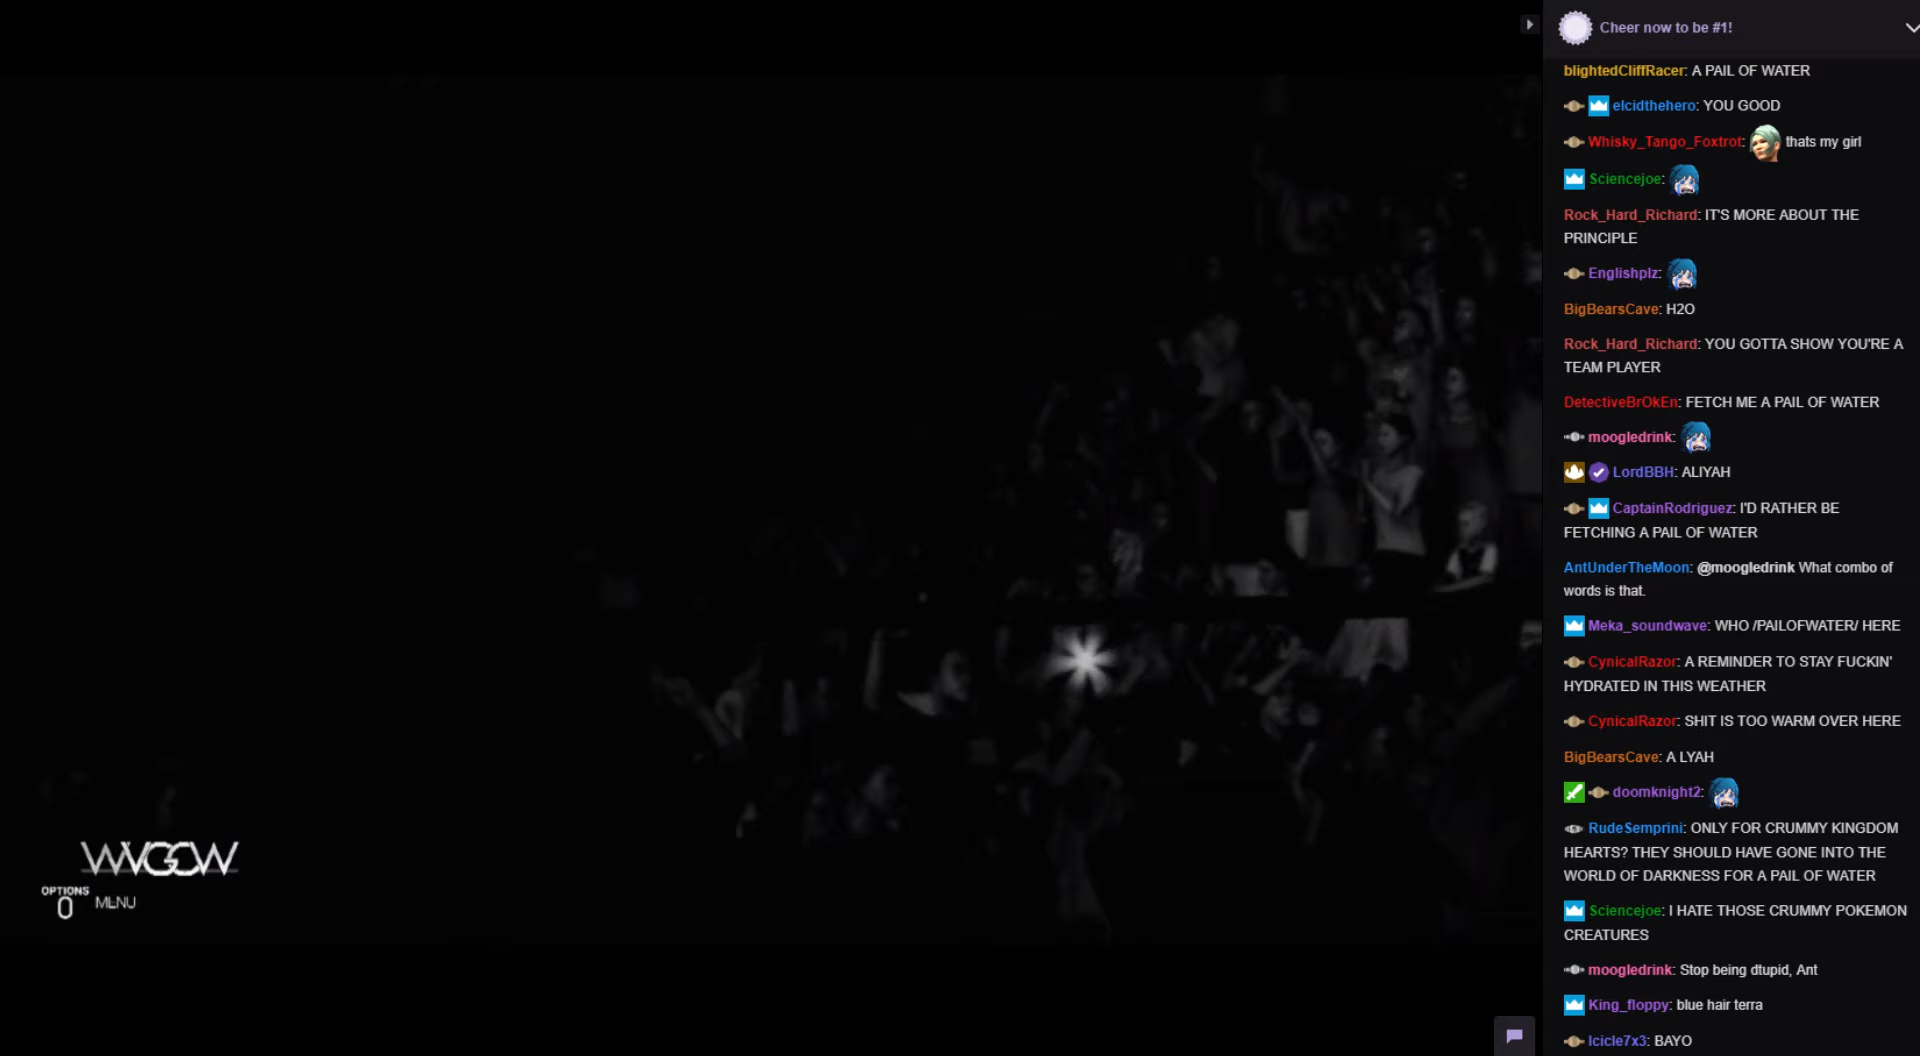 Cheer now to be #1!
blightedCliffRacer: A PAIL OF WATER
elcidthehero: YOU GOOD
Whisky_Tango_Foxtrot: thats my girl
Sciencejoe:
Rock_Hard_Richard: IT'S MORE ABOUT THE
PRINCIPLE
Englishplz:
BigBearsCave: H2O
Rock_Hard_Richard: YOU GOTTA SHOW YOU'RE A
TEAM PLAYER
DetectiveBrOkEn: FETCH ME A PAIL OF WATER
moogledrink:
LordBBH: ALIYAH
CaptainRodriguez: I'D RATHER BE
FETCHING A PAIL OF WATER
AntUnderTheMoon: @moogledrink What combo of
words is that.
Meka_soundwave: WHO /PAILOFWATER/ HERE
CynicalRazor: A REMINDER TO STAY FUCKIN'
HYDRATED IN THIS WEATHER
CynicalRazor: SHIT IS TOO WARM OVER HERE
BigBearsCave: A LYAH
doomknight2:
RudeSemprini: ONLY FOR CRUMMY KINGDOM
HEARTS? THEY SHOULD HAVE GONE INTO THE
WORLD OF DARKNESS FOR A PAIL OF WATER
Sciencejoe: I HATE THOSE CRUMMY POKEMON
CREATURES
moogledrink: Stop being dtupid, Ant
King_floppy: blue hair terra
Icicle7x3: BAYO
WVGCW
OPTIONS
MENU